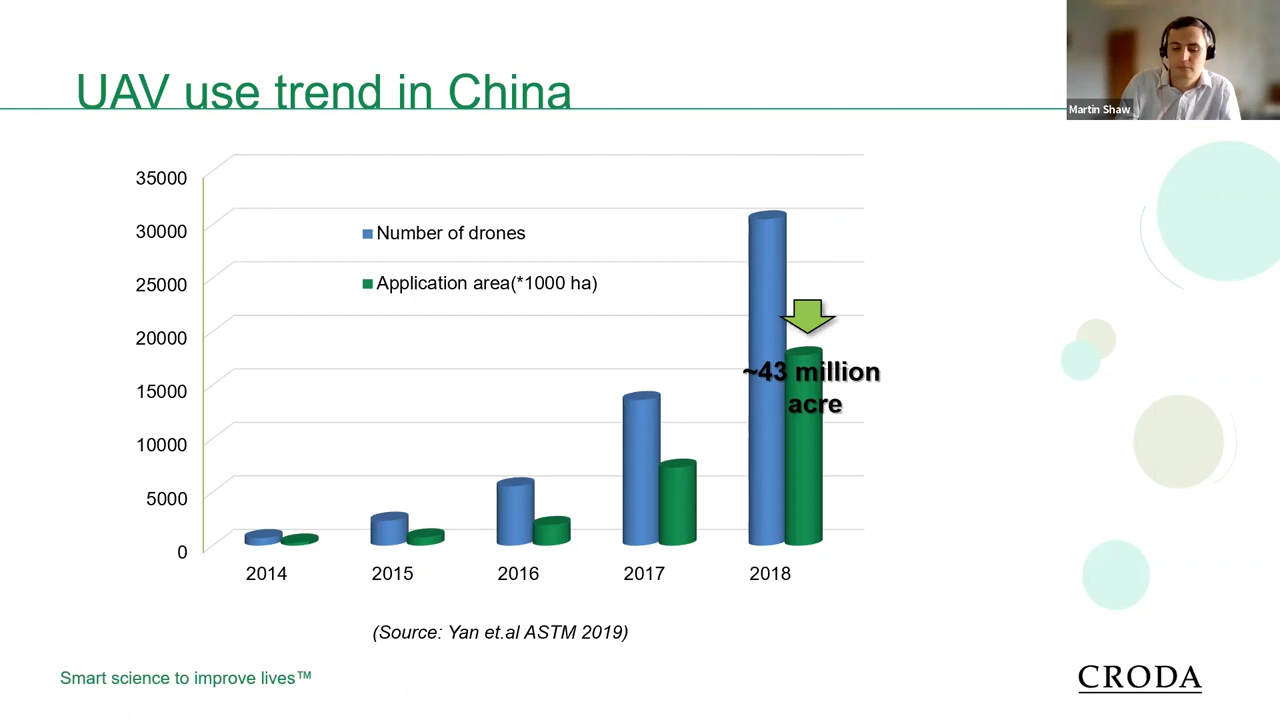 UAV use trend in China
Martin Shaw
35000
30000
25000
20000
15000
10000
5000
0
Number of drones
Application area(*1000 ha)
~43 million
acre
2014 2015 2016 2017 2018
(Source: Yan et.al ASTM 2019)
Smart science to improve lives™
CRODA